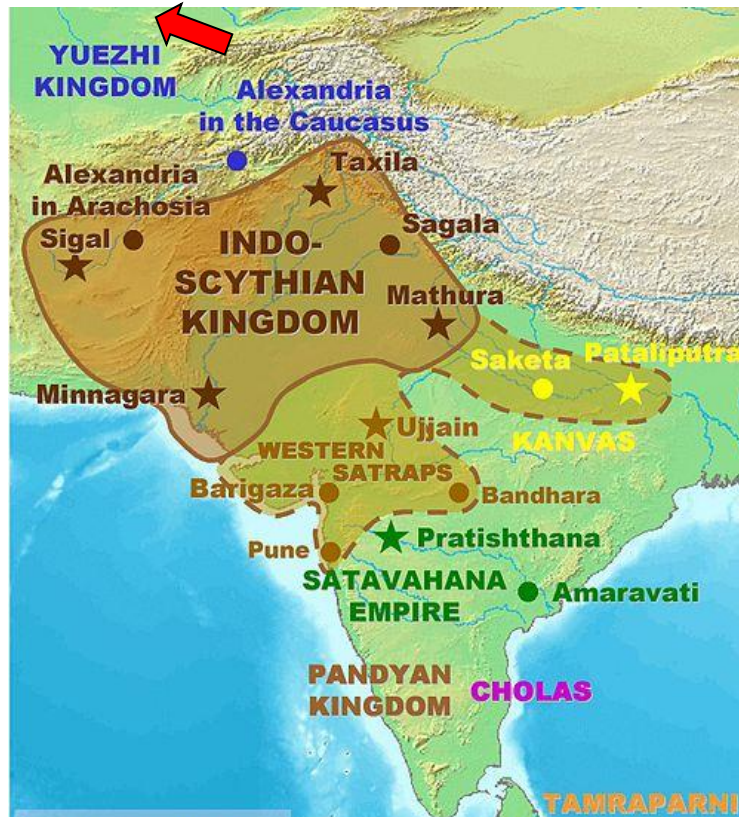 YUEZHI
KINGDOM
Alexandria
in the Caucasus
Taxila
Alexandria
in Arachosia
Sigal
Sagala
INDO-
SCYTHIAN
KINGDOM
Mathura
Saketa
Pataliputra
Minnagara
KANVAS
Ujjain
WESTERN
SATRAPS
Barigaza
Bandhara
Pune
Pratishthana
SATAVAHANA
EMPIRE
Amaravati
PANDYAN
KINGDOM
CHOLAS
TAMRAPARNI